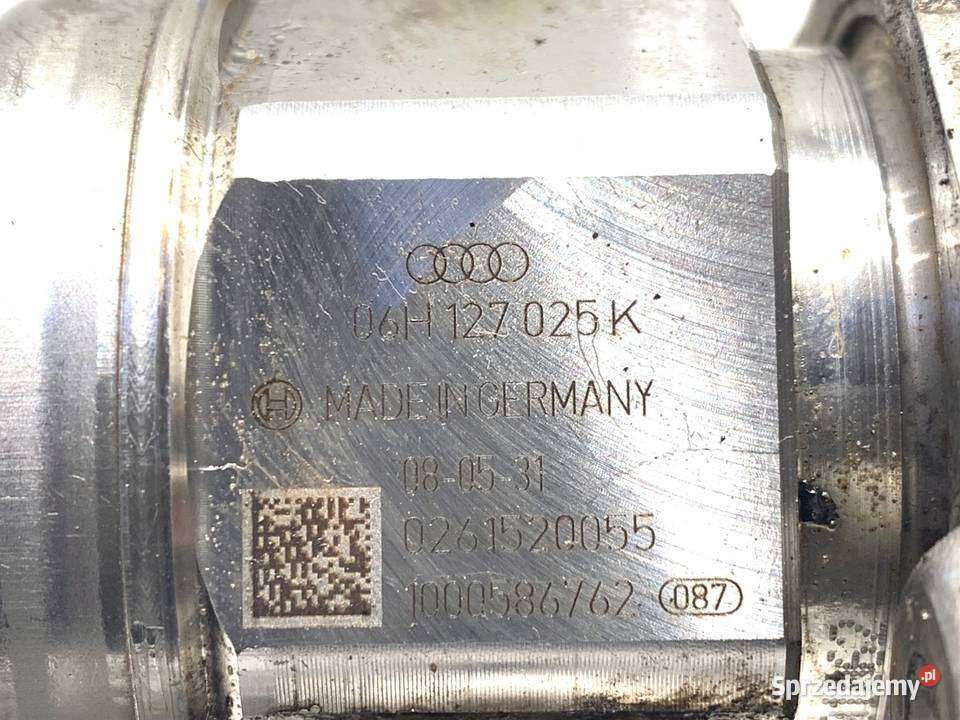 06H 127 025 K
MADE IN GERMANY
08-05-31
0261520055
1000586762 087
Sprzedajemy.pl